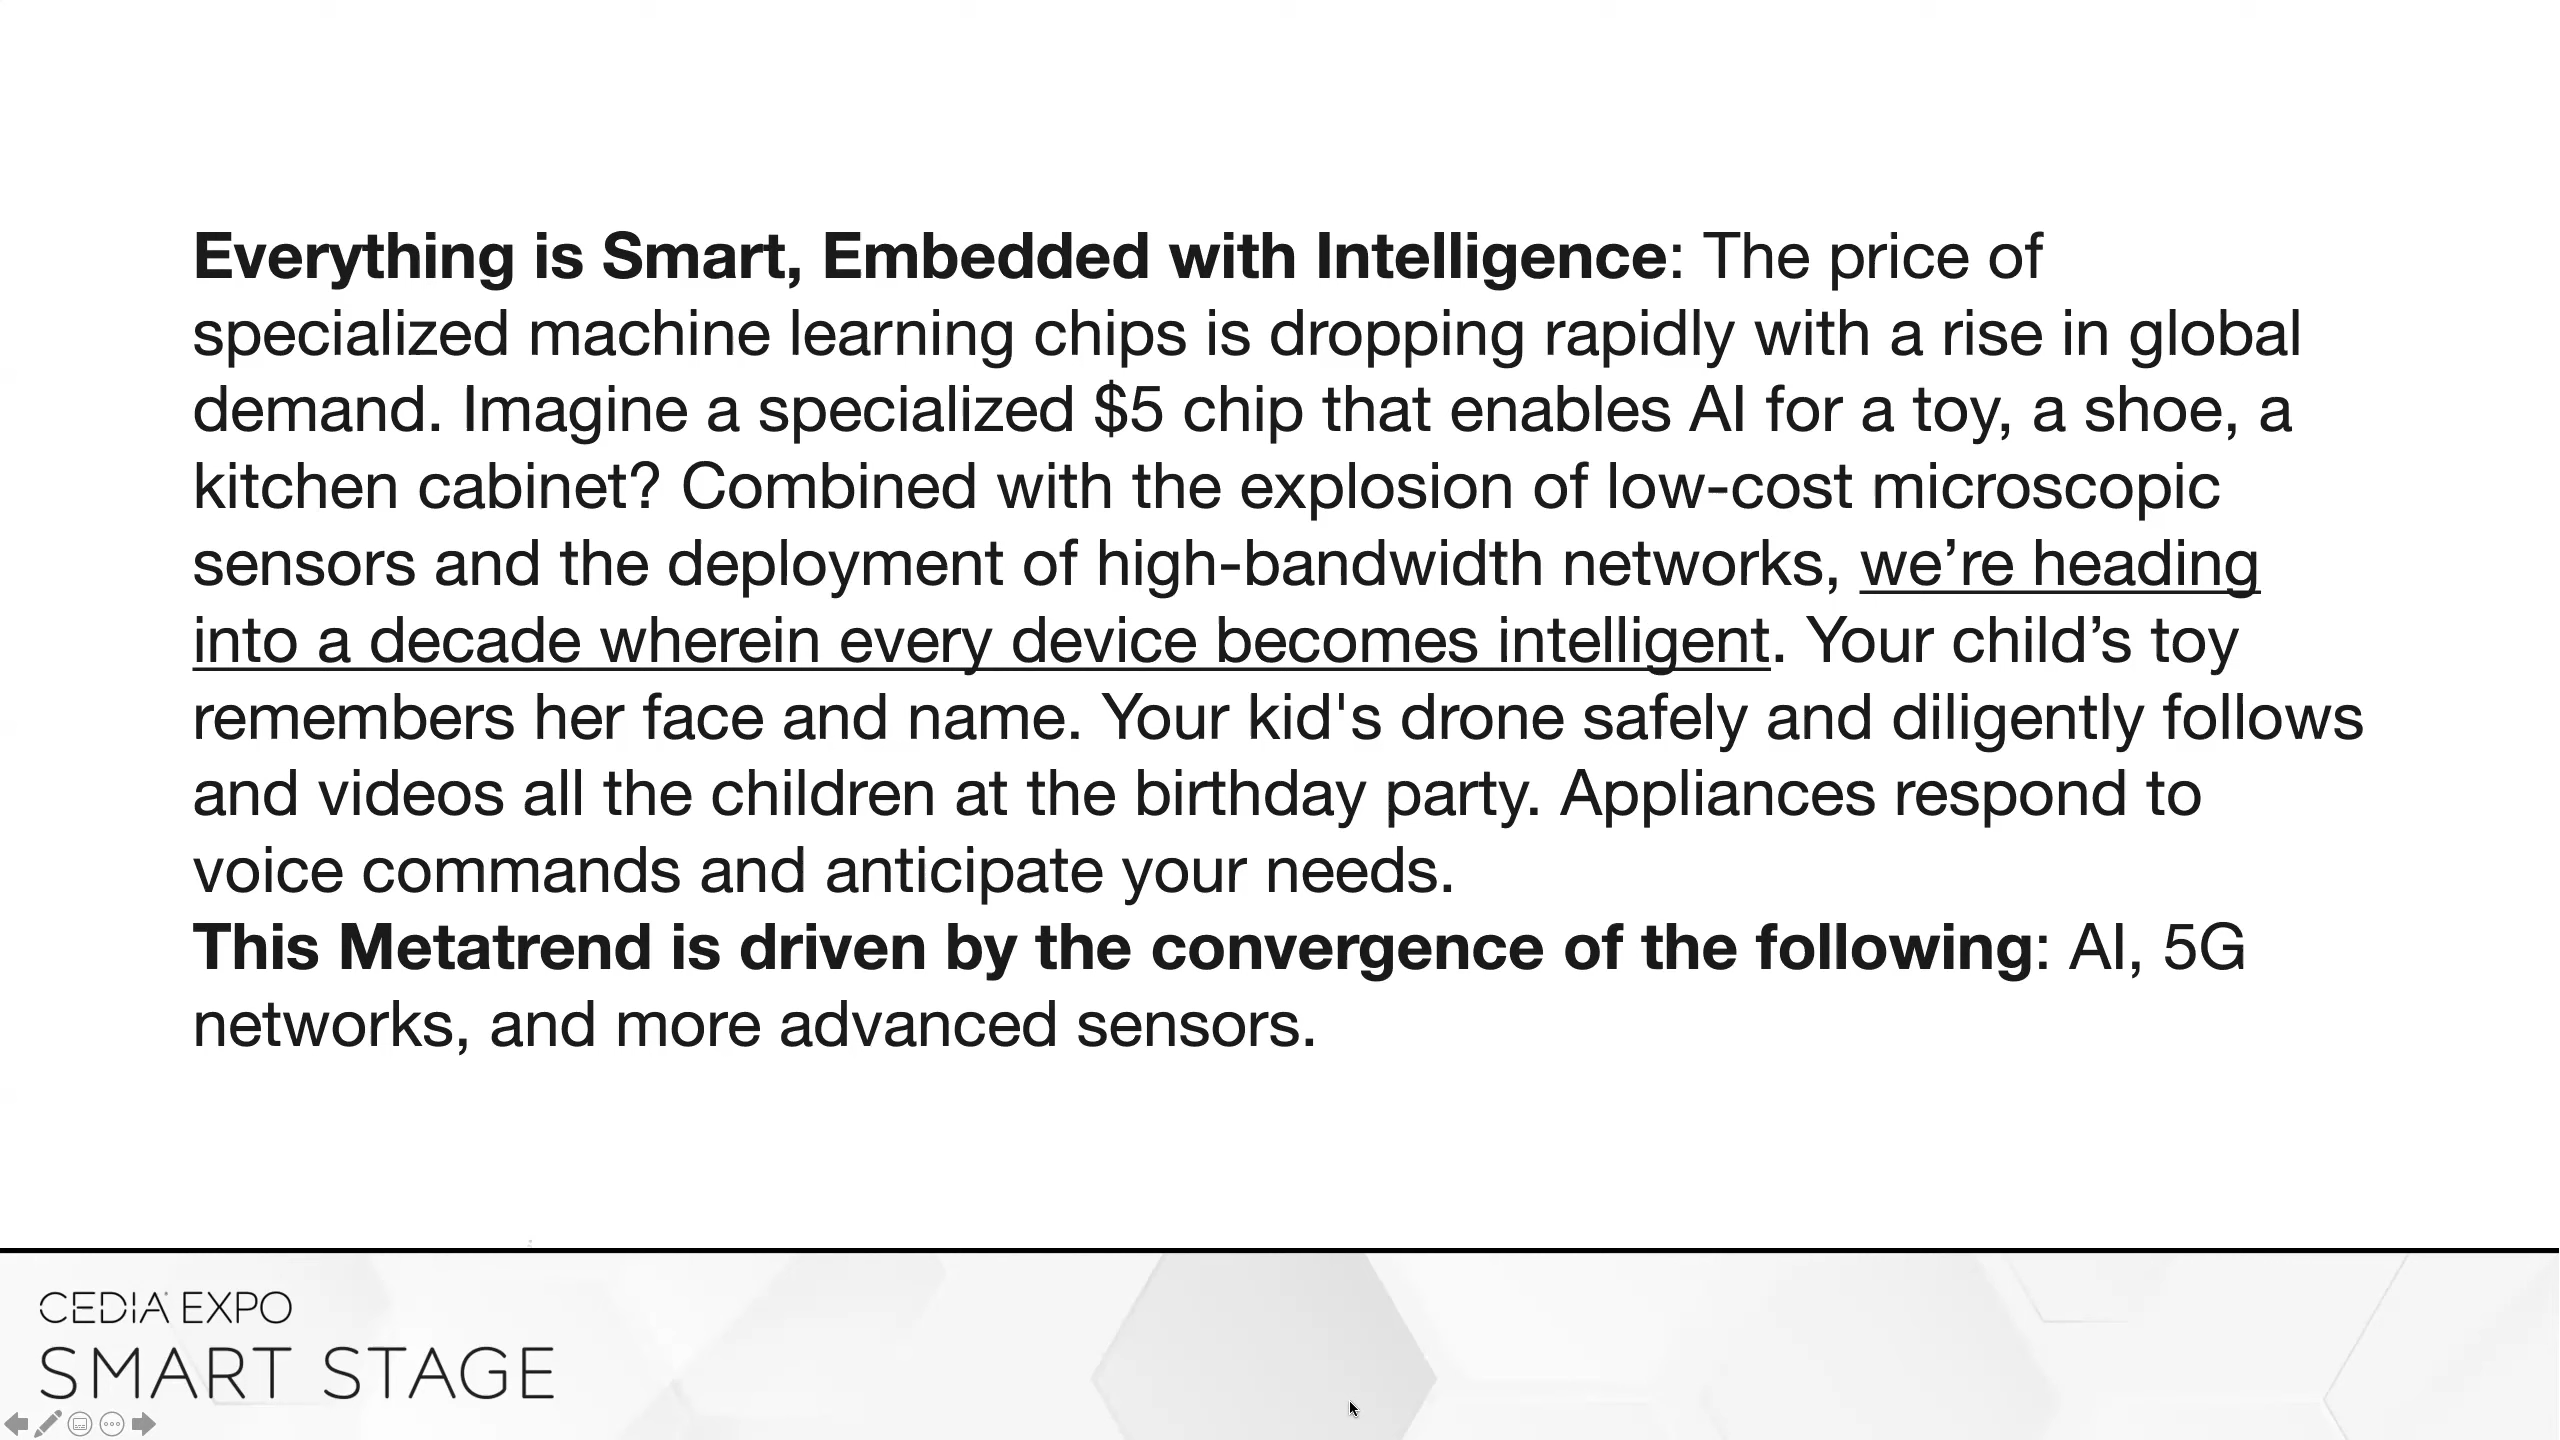 Everything is Smart, Embedded with Intelligence: The price of
specialized machine learning chips is dropping rapidly with a rise in global
demand. Imagine a specialized $5 chip that enables AI for a toy, a shoe, a
kitchen cabinet? Combined with the explosion of low-cost microscopic
sensors and the deployment of high-bandwidth networks, we’re heading
into a decade wherein every device becomes intelligent. Your child’s toy
remembers her face and name. Your kid's drone safely and diligently follows
and videos all the children at the birthday party. Appliances respond to
voice commands and anticipate your needs.
This Metatrend is driven by the convergence of the following: AI, 5G
networks, and more advanced sensors.
CEDIA EXPO
SMART STAGE